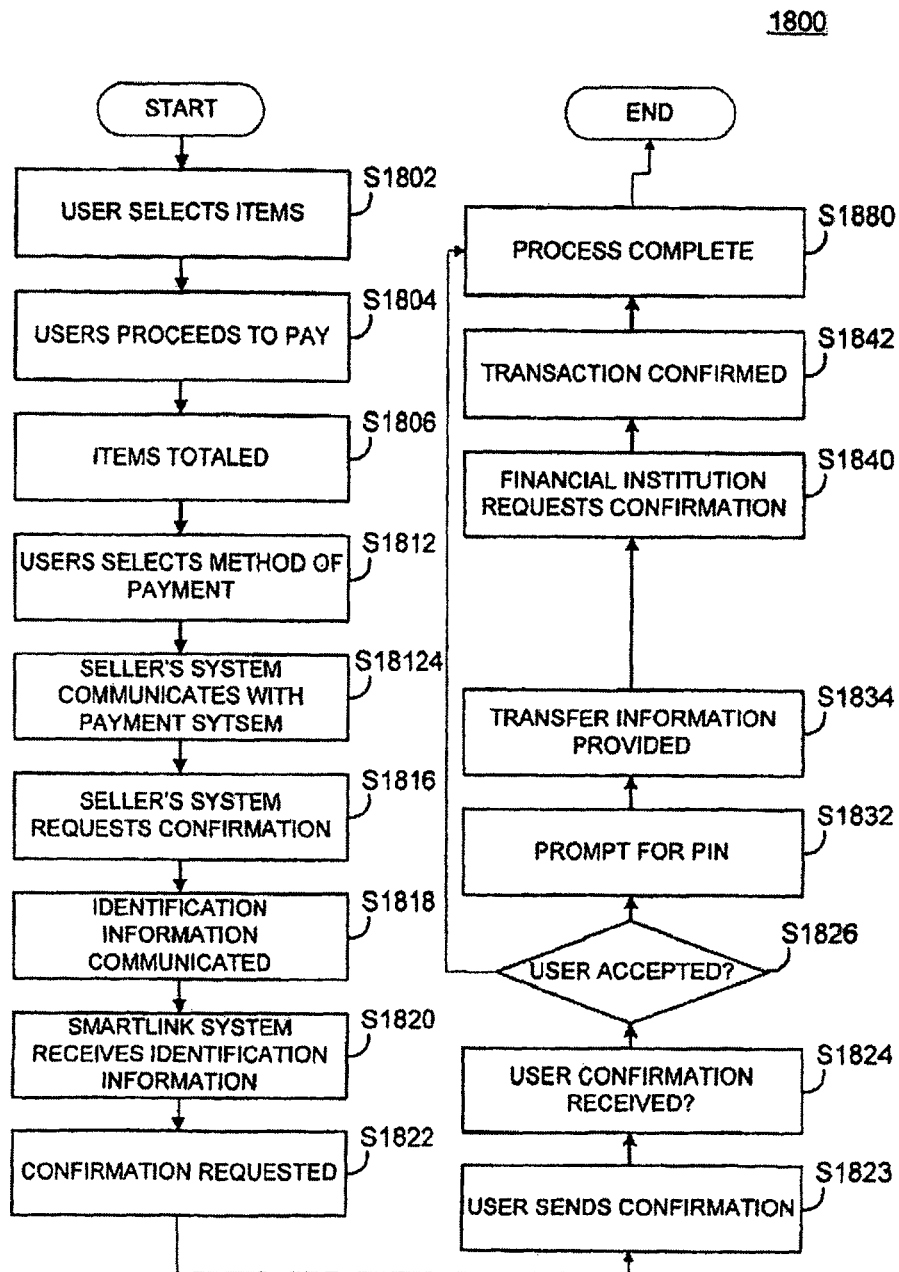 1800
START
USER SELECTS ITEMS
S1802
USERS PROCEEDS TO PAY
S1804
ITEMS TOTALED
S1806
USERS SELECTS METHOD OF
PAYMENT
S1812
SELLER'S SYSTEM
COMMUNICATES WITH
PAYMENT SYTSEM
S18124
SELLER'S SYSTEM
REQUESTS CONFIRMATION
S1816
IDENTIFICATION
INFORMATION
COMMUNICATED
S1818
SMARTLINK SYSTEM
RECEIVES IDENTIFICATION
INFORMATION
S1820
CONFIRMATION REQUESTED
S1822
END
PROCESS COMPLETE
S1880
TRANSACTION CONFIRMED
S1842
FINANCIAL INSTITUTION
REQUESTS CONFIRMATION
S1840
TRANSFER INFORMATION
PROVIDED
S1834
PROMPT FOR PIN
S1832
USER ACCEPTED?
S1826
USER CONFIRMATION
RECEIVED?
S1824
USER SENDS CONFIRMATION
S1823